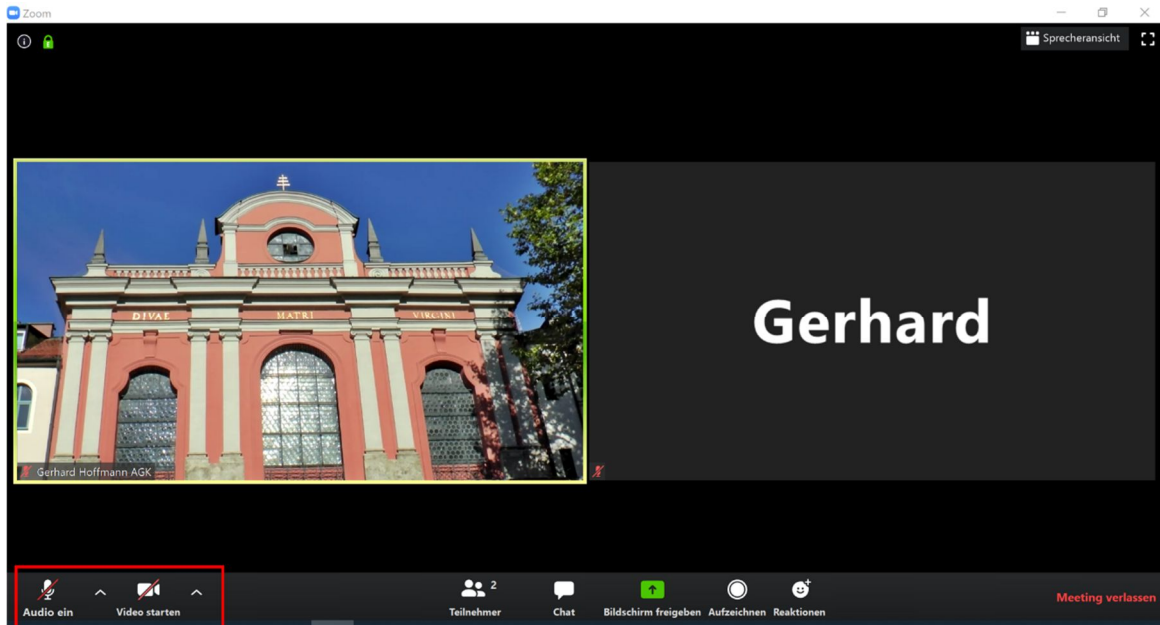 Zoom
Sprecheransicht
DIVAE MATRI VIRGINI
Gerhard Hoffmann AGK
Gerhard
Audio ein
Video starten
Teilnehmer
2
Chat
Bildschirm freigeben
Aufzeichnen
Reaktionen
Meeting verlassen